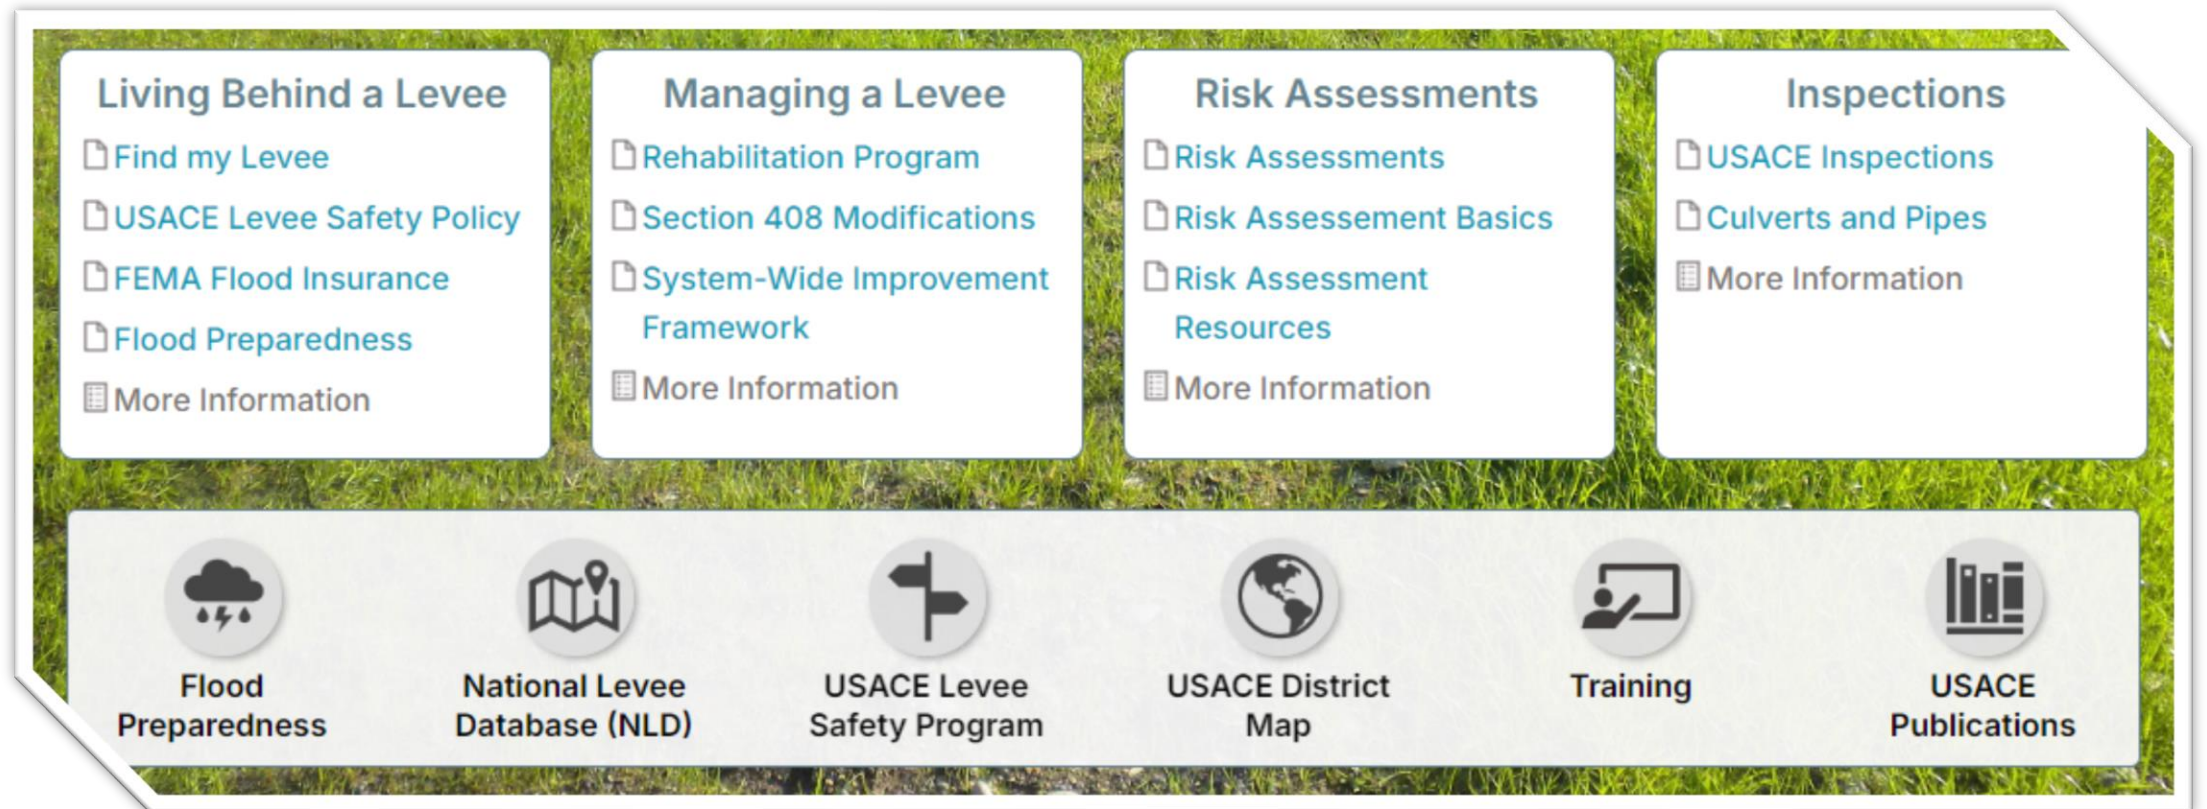 Living Behind a Levee
Find my Levee
USACE Levee Safety Policy
FEMA Flood Insurance
Flood Preparedness
More Information
Managing a Levee
Rehabilitation Program
Section 408 Modifications
System-Wide Improvement
Framework
More Information
Risk Assessments
Risk Assessments
Risk Assessement Basics
Risk Assessment
Resources
More Information
Inspections
USACE Inspections
Culverts and Pipes
More Information
Flood
Preparedness
National Levee
Database (NLD)
USACE Levee
Safety Program
USACE District
Map
Training
USACE
Publications